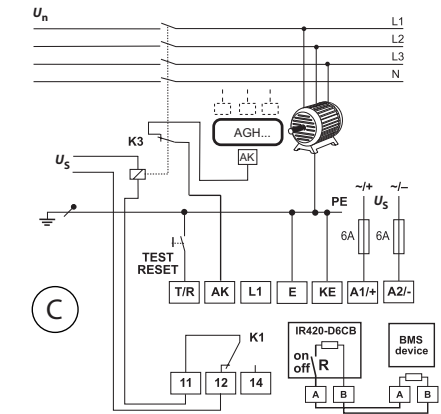 Un
L1
L2
L3
N
AGH...
K3
AK
US
PE
~/+
US
~/–
6A
6A
TEST
RESET
T/R
AK
L1
E
KE
A1/+
A2/-
C
K1
11
12
14
IR420-D6CB
on
off
R
A
B
BMS
device
A
B